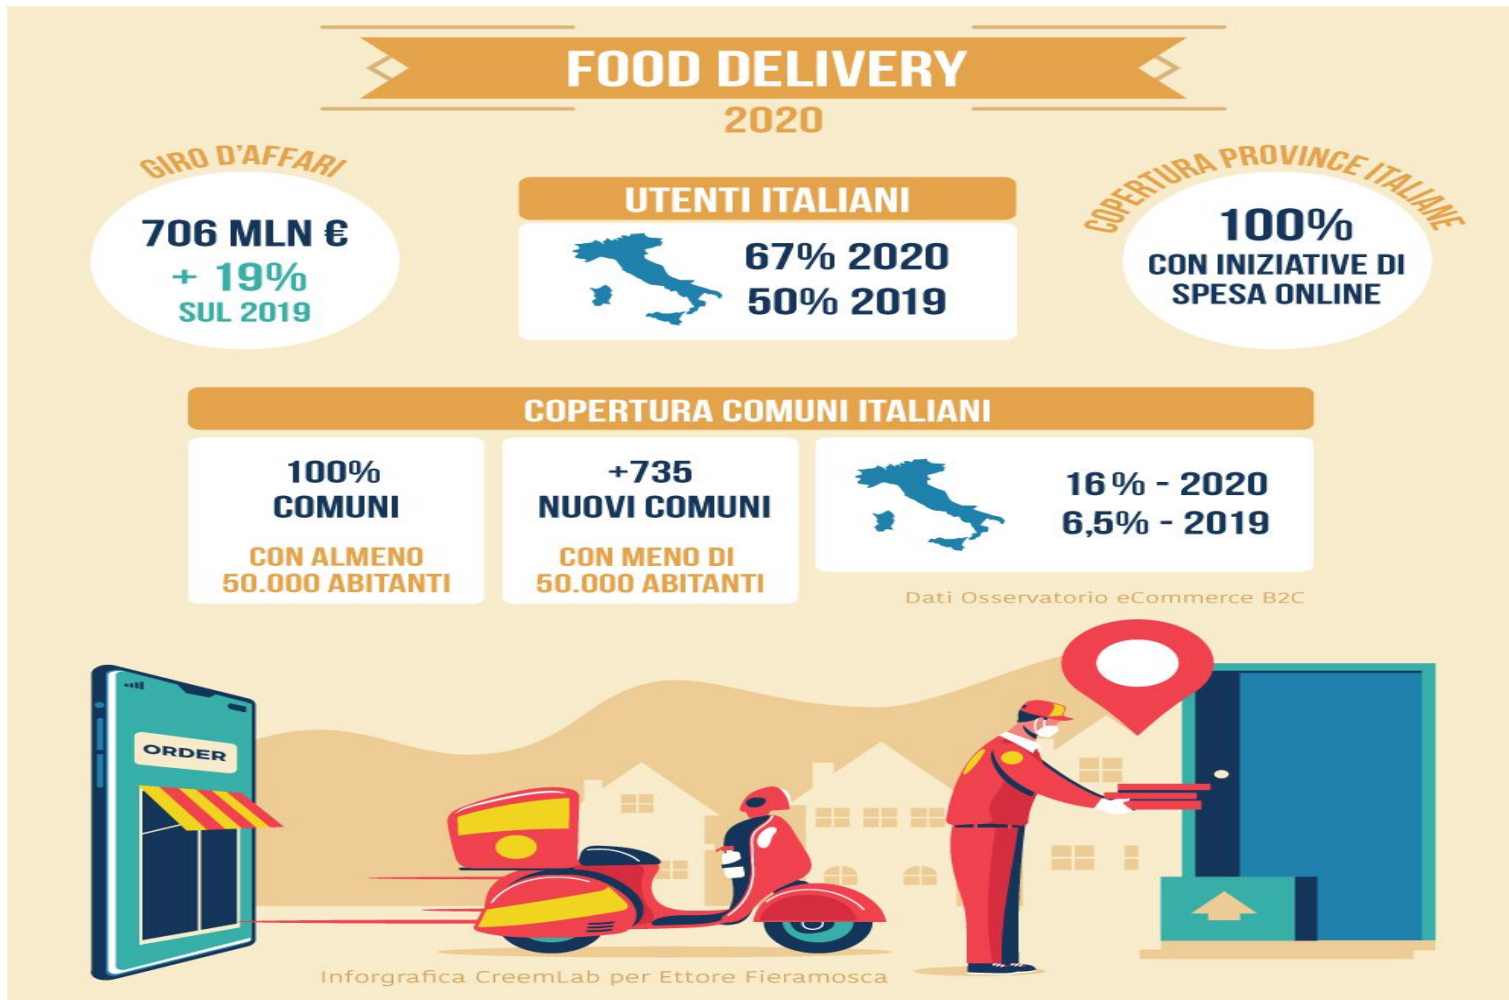 FOOD DELIVERY
2020
GIRO D'AFFARI
706 MLN €
+ 19%
SUL 2019
UTENTI ITALIANI
67% 2020
50% 2019
COPERTURA PROVINCE ITALIANE
100%
CON INIZIATIVE DI
SPESA ONLINE
COPERTURA COMUNI ITALIANI
100%
COMUNI
CON ALMENO
50.000 ABITANTI
+735
NUOVI COMUNI
CON MENO DI
50.000 ABITANTI
16% - 2020
6,5% - 2019
Dati Osservatorio eCommerce B2C
ORDER
Inforgrafica CreemLab per Ettore Fieramosca